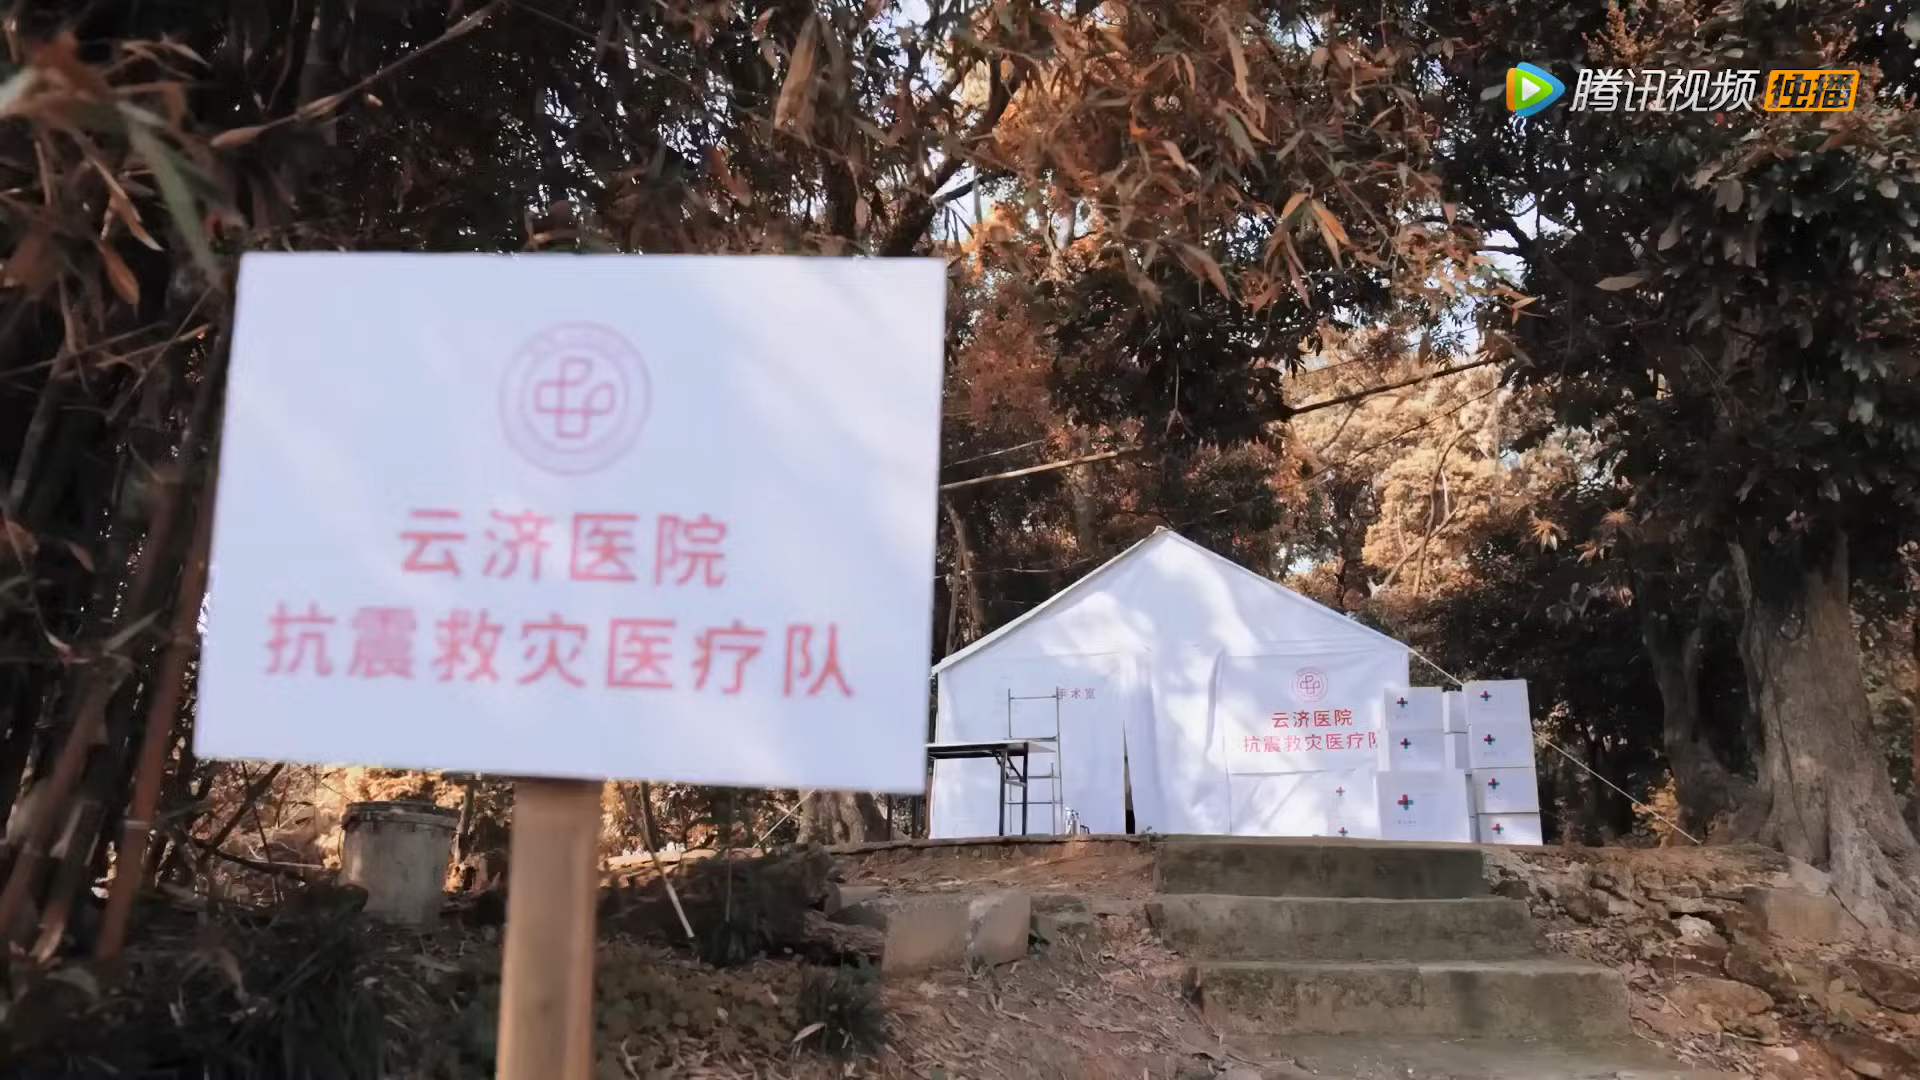 腾讯视频 独播
云济医院
抗震救灾医疗队
手术室
云济医院
抗震救灾医疗队